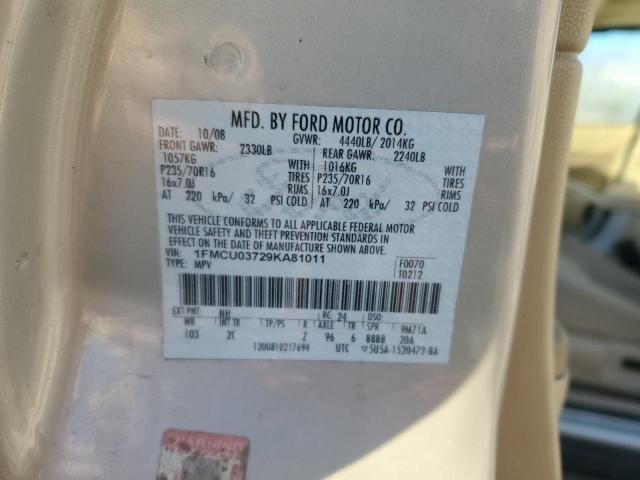 MFD. BY FORD MOTOR CO.
DATE: 10/08 GVWR: 4440LB/ 2014KG
FRONT GAWR: 2330LB REAR GAWR: 2240LB
1057KG WITH 1016KG WITH
P235/70R16 TIRES P235/70R16 TIRES
16x7.0J RIMS 16x7.0J RIMS
AT 220 kPa/ 32 PSI COLD AT 220 kPa/ 32 PSI COLD
THIS VEHICLE CONFORMS TO ALL APPLICABLE FEDERAL MOTOR
VEHICLE SAFETY AND THEFT PREVENTION STANDARDS IN
EFFECT ON THE DATE OF MANUFACTURE SHOWN ABOVE.
VIN: 1FMCU03729KA81011 F0070
TYPE: MPV T0212
EXT PNT: NH RC: 24 DSO:
WB INT TR TP/PS R AXLE TR SPR 9M71A
103 2C Z 96 6 BBBB 20A
1200810217694 UTC ▽5U5A-1520472-BA
WARNING